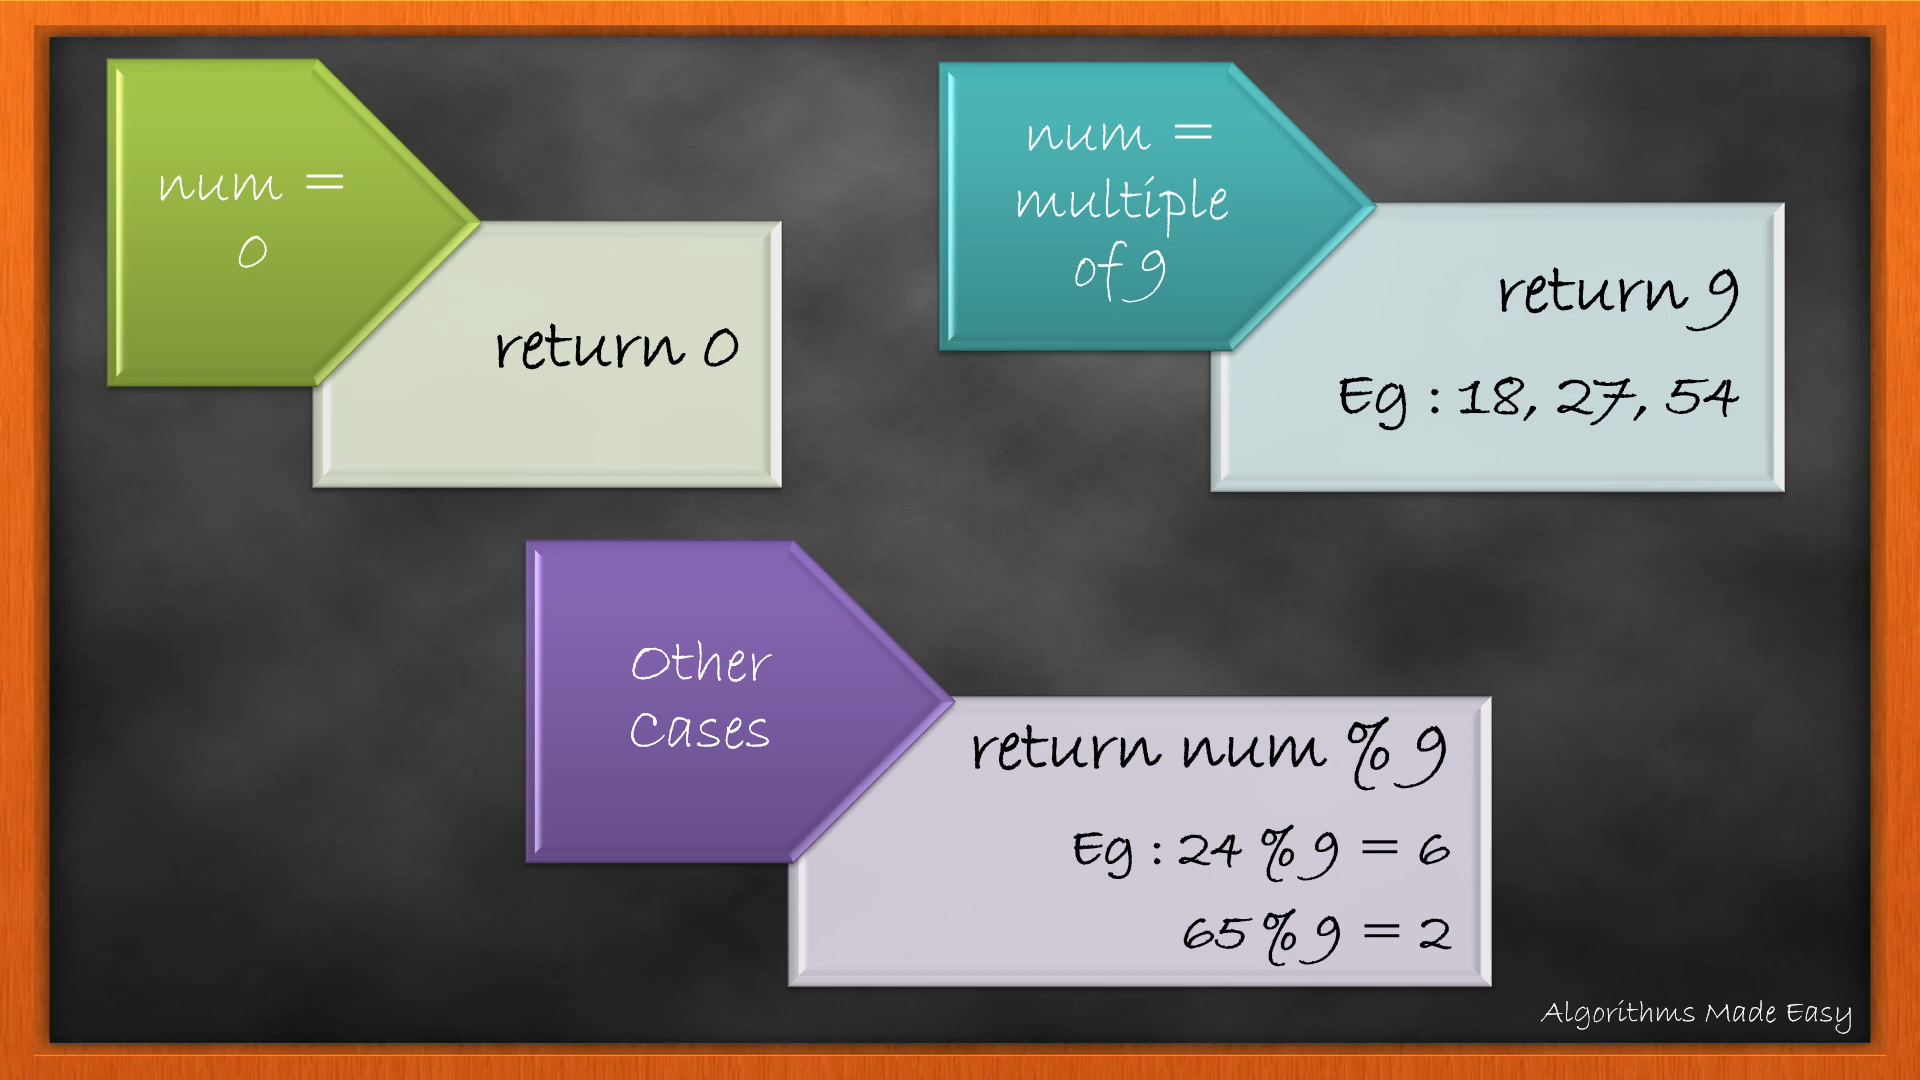 num =
0
return 0
num =
multiple
of 9
return 9
Eg : 18, 27, 54
Other
Cases
return num % 9
Eg : 24 % 9 = 6
65 % 9 = 2
Algorithms Made Easy